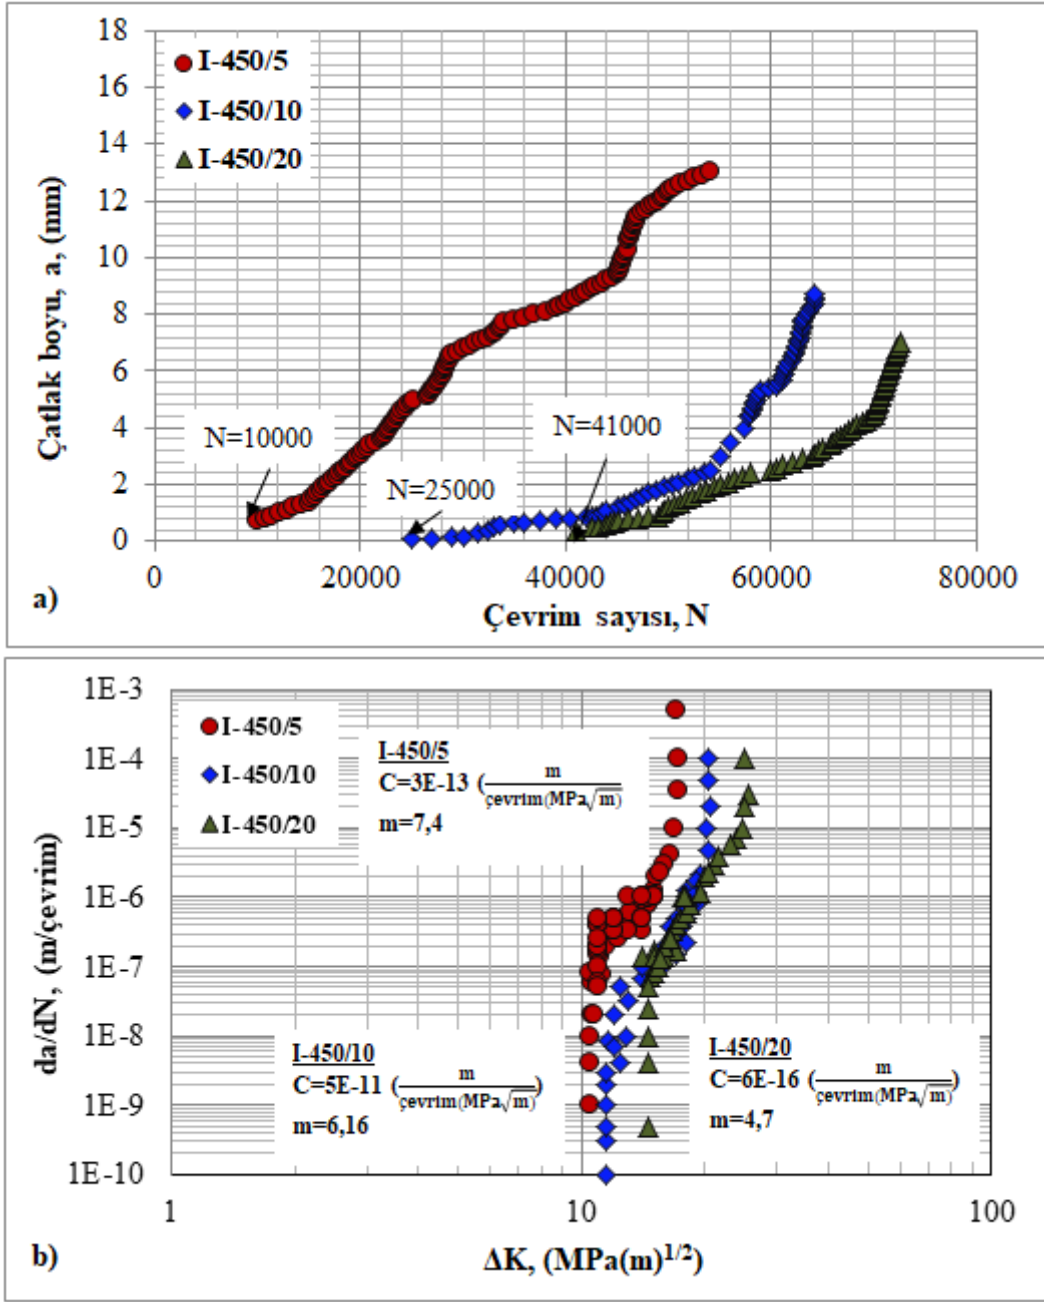 18
16
14
12
10
8
6
4
2
0
Çatlak boyu, a, (mm)
I-450/5
I-450/10
I-450/20
N=10000
N=25000
N=41000
0 20000 40000 60000 80000
Çevrim sayısı, N
a)
1E-3
1E-4
1E-5
1E-6
1E-7
1E-8
1E-9
1E-10
da/dN, (m/çevrim)
I-450/5
I-450/10
I-450/20
I-450/5
C=3E-13 (m/çevrim(MPa√m)
m=7,4
I-450/10
C=5E-11 (m/çevrim(MPa√m))
m=6,16
I-450/20
C=6E-16 (m/çevrim(MPa√m))
m=4,7
1 10 100
ΔK, (MPa(m)^1/2)
b)